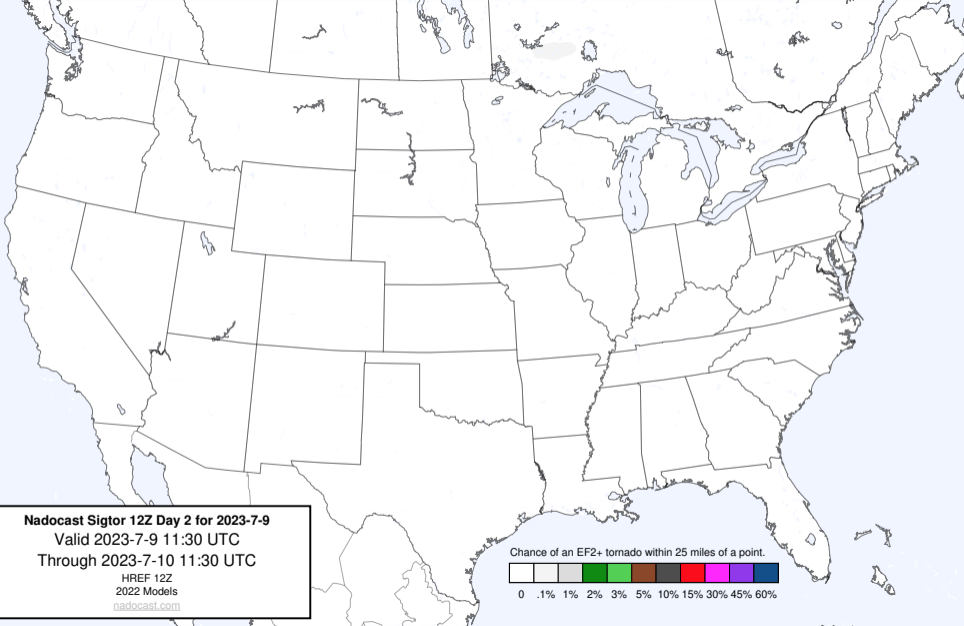 Nadocast Sigtor 12Z Day 2 for 2023-7-9
Valid 2023-7-9 11:30 UTC
Through 2023-7-10 11:30 UTC
HREF 12Z
2022 Models
nadocast.com
Chance of an EF2+ tornado within 25 miles of a point.
0 .1% 1% 2% 3% 5% 10% 15% 30% 45% 60%